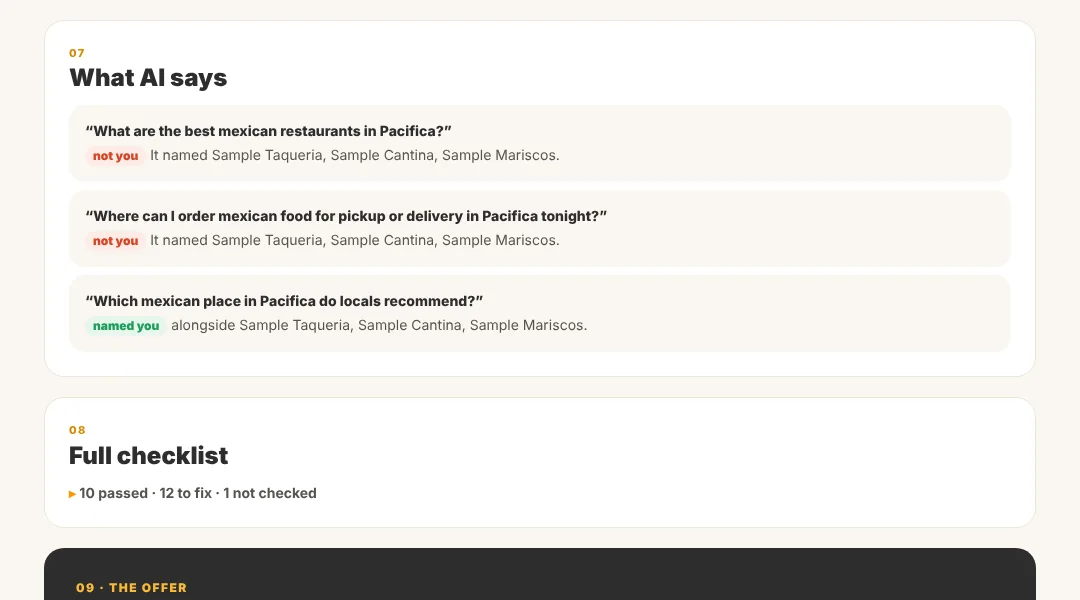 07
What AI says
“What are the best mexican restaurants in Pacifica?”
not you It named Sample Taqueria, Sample Cantina, Sample Mariscos.
“Where can I order mexican food for pickup or delivery in Pacifica tonight?”
not you It named Sample Taqueria, Sample Cantina, Sample Mariscos.
“Which mexican place in Pacifica do locals recommend?”
named you alongside Sample Taqueria, Sample Cantina, Sample Mariscos.
08
Full checklist
▸ 10 passed · 12 to fix · 1 not checked
09 · THE OFFER